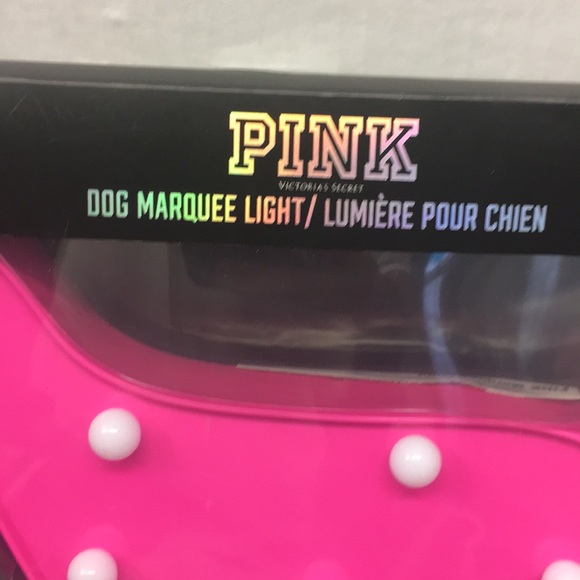 PINK
VICTORIA'S SECRET
DOG MARQUEE LIGHT/ LUMIÈRE POUR CHIEN